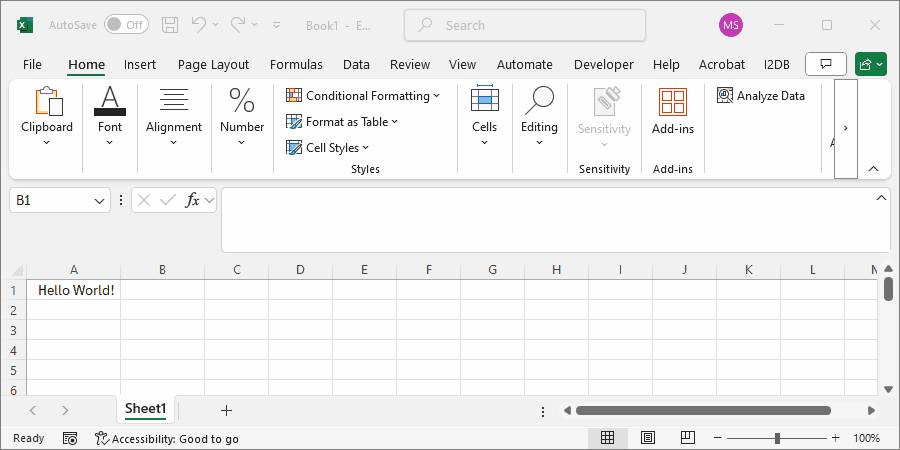 AutoSave Off Book1 - E... Search MS
File Home Insert Page Layout Formulas Data Review View Automate Developer Help Acrobat I2DB
Clipboard Font Alignment Number
Conditional Formatting
Format as Table
Cell Styles
Styles
Cells Editing Sensitivity Add-ins
Sensitivity Add-ins
Analyze Data
B1 fx
A B C D E F G H I J K L
1 Hello World!
2
3
4
5
6
Sheet1
Ready Accessibility: Good to go 100%